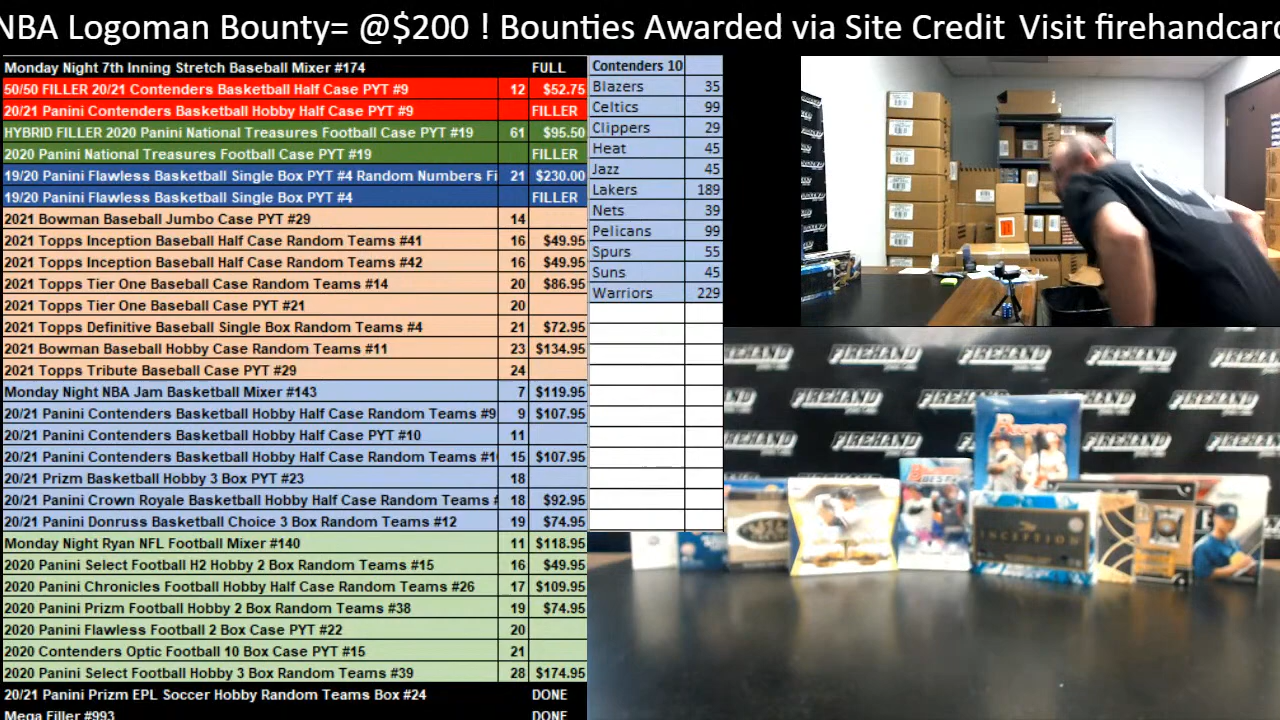 NBA Logoman Bounty= @$200 ! Bounties Awarded via Site Credit Visit firehandcard
Monday Night 7th Inning Stretch Baseball Mixer #174 FULL
50/50 FILLER 20/21 Contenders Basketball Half Case PYT #9 12 $52.75
20/21 Panini Contenders Basketball Hobby Half Case PYT #9 FILLER
HYBRID FILLER 2020 Panini National Treasures Football Case PYT #19 61 $95.50
2020 Panini National Treasures Football Case PYT #19 FILLER
19/20 Panini Flawless Basketball Single Box PYT #4 Random Numbers Fi 21 $230.00
19/20 Panini Flawless Basketball Single Box PYT #4 FILLER
2021 Bowman Baseball Jumbo Case PYT #29 14
2021 Topps Inception Baseball Half Case Random Teams #41 16 $49.95
2021 Topps Inception Baseball Half Case Random Teams #42 16 $49.95
2021 Topps Tier One Baseball Case Random Teams #14 20 $86.95
2021 Topps Tier One Baseball Case PYT #21 20
2021 Topps Definitive Baseball Single Box Random Teams #4 21 $72.95
2021 Bowman Baseball Hobby Case Random Teams #11 23 $134.95
2021 Topps Tribute Baseball Case PYT #29 24
Monday Night NBA Jam Basketball Mixer #143 7 $119.95
20/21 Panini Contenders Basketball Hobby Half Case Random Teams #9 9 $107.95
20/21 Panini Contenders Basketball Hobby Half Case PYT #10 11
20/21 Panini Contenders Basketball Hobby Half Case Random Teams #1 15 $107.95
20/21 Prizm Basketball Hobby 3 Box PYT #23 18
20/21 Panini Crown Royale Basketball Hobby Half Case Random Teams # 18 $92.95
20/21 Panini Donruss Basketball Choice 3 Box Random Teams #12 19 $74.95
Monday Night Ryan NFL Football Mixer #140 11 $118.95
2020 Panini Select Football H2 Hobby 2 Box Random Teams #15 16 $49.95
2020 Panini Chronicles Football Hobby Half Case Random Teams #26 17 $109.95
2020 Panini Prizm Football Hobby 2 Box Random Teams #38 19 $74.95
2020 Panini Flawless Football 2 Box Case PYT #22 20
2020 Contenders Optic Football 10 Box Case PYT #15 21
2020 Panini Select Football Hobby 3 Box Random Teams #39 28 $174.95
20/21 Panini Prizm EPL Soccer Hobby Random Teams Box #24 DONE
Mega Filler #993 DONE
Contenders 10
Blazers 35
Celtics 99
Clippers 29
Heat 45
Jazz 45
Lakers 189
Nets 39
Pelicans 99
Spurs 55
Suns 45
Warriors 229
FIREHAND FIREHAND FIREHAND FIREHAND
FIREHAND FIREHAND FIREHAND
FIREHAND FIREHAND FIREHAND FIREHAND
INCEPTION